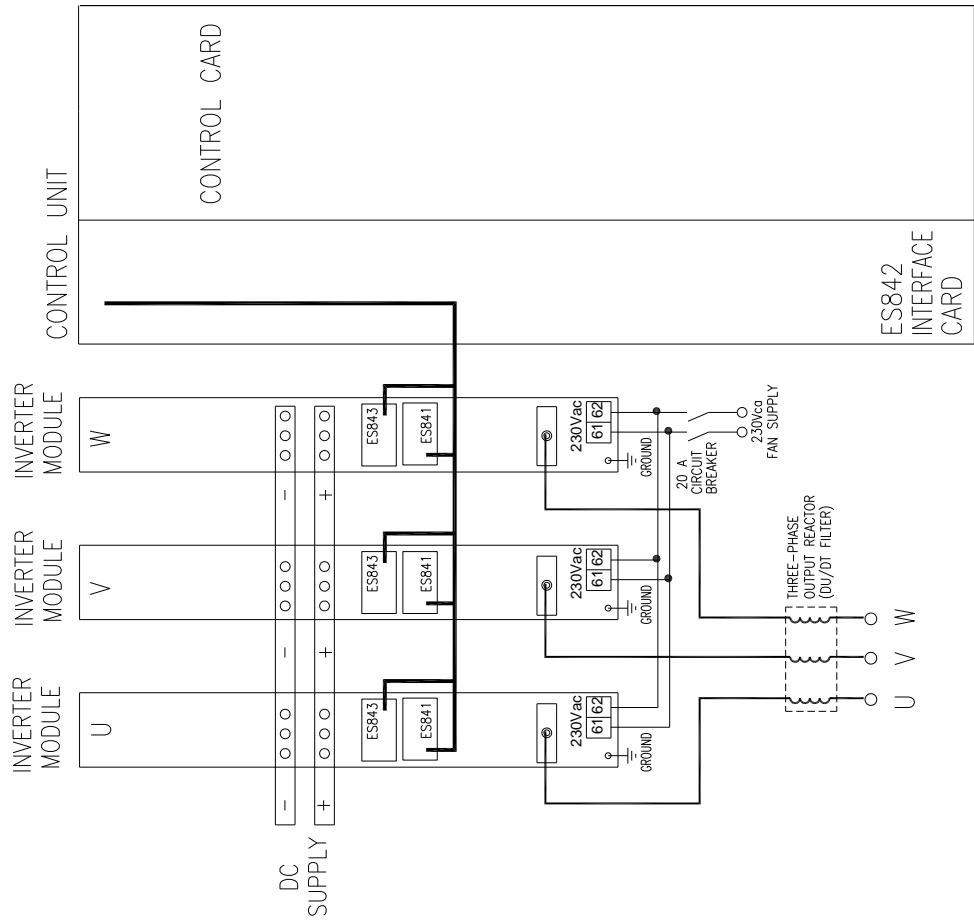 CONTROL UNIT
CONTROL CARD
ES842
INTERFACE
CARD
INVERTER
MODULE
W
-
+
ES843
ES841
230Vac
61 62
GROUND
20 A
CIRCUIT
BREAKER
230Vca
FAN SUPPLY
INVERTER
MODULE
V
-
+
ES843
ES841
230Vac
61 62
GROUND
INVERTER
MODULE
U
-
+
ES843
ES841
230Vac
61 62
GROUND
DC
SUPPLY
THREE-PHASE
OUTPUT REACTOR
(DU/DT FILTER)
U
V
W